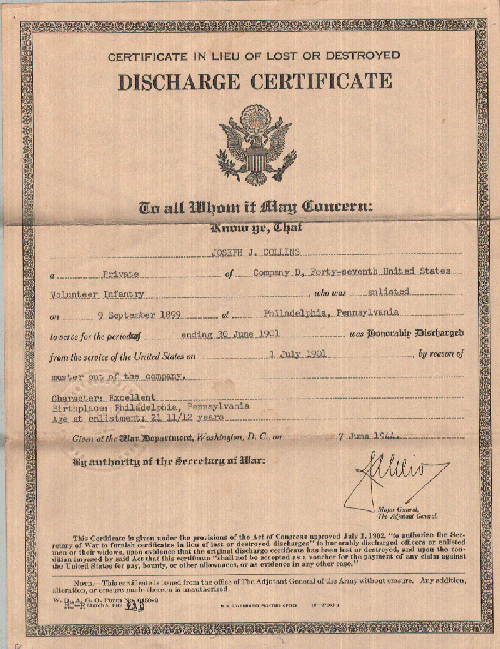 CERTIFICATE IN LIEU OF LOST OR DESTROYED
DISCHARGE CERTIFICATE
To all Whom it May Concern:
Know ye, That
JOSEPH J. COLLINS
a Private of Company D, Forty-seventh United States
Volunteer Infantry, who was enlisted
on 9 September 1899 at Philadelphia, Pennsylvania
to serve for the period ending 30 June 1901 was Honorably Discharged
from the service of the United States on 1 July 1901 by reason of
muster out of the company.
Character: Excellent
Birthplace: Philadelphia, Pennsylvania
Age at enlistment: 21 11/12 years
Given at the War Department, Washington, D. C., on 7 June
By authority of the Secretary of War:
Major General,
The Adjutant General.
This Certificate is given under the provisions of the Act of Congress approved July 1, 1902, "to authorize the Sec-
retary of War to furnish certificates in lieu of lost or destroyed discharges" to honorably discharged officers or enlisted
men or their widows, upon evidence that the original discharge certificate has been lost or destroyed, and upon the con-
dition imposed by said Act that this certificate "shall not be accepted as a voucher for the payment of any claim against
the United States for pay, bounty, or other allowances, or as evidence in any other case."
NOTE.—This certificate is issued from the office of The Adjutant General of the Army without erasure. Any addition,
alteration, or erasure made thereon is unauthorized.
W. D., A. G. O. Form No.